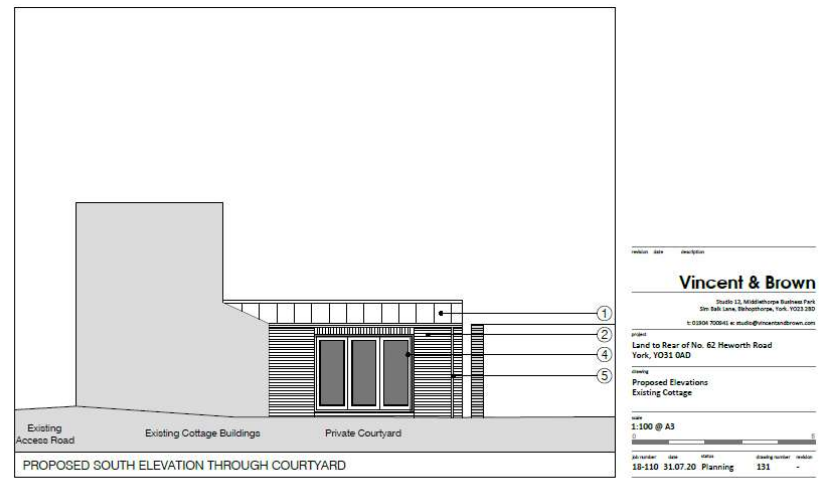 1
2
4
5
Existing
Access Road
Existing Cottage Buildings
Private Courtyard
PROPOSED SOUTH ELEVATION THROUGH COURTYARD
revision date description
Vincent & Brown
Studio 12, Middlethorpe Business Park
Sim Balk Lane, Bishopthorpe, York. YO23 2BD
t: 01904 700941 e: studio@vincentandbrown.com
project
Land to Rear of No. 62 Heworth Road
York, YO31 0AD
drawing
Proposed Elevations
Existing Cottage
scale
1:100 @ A3
0
job number date status drawing number revision
18-110 31.07.20 Planning 131 -